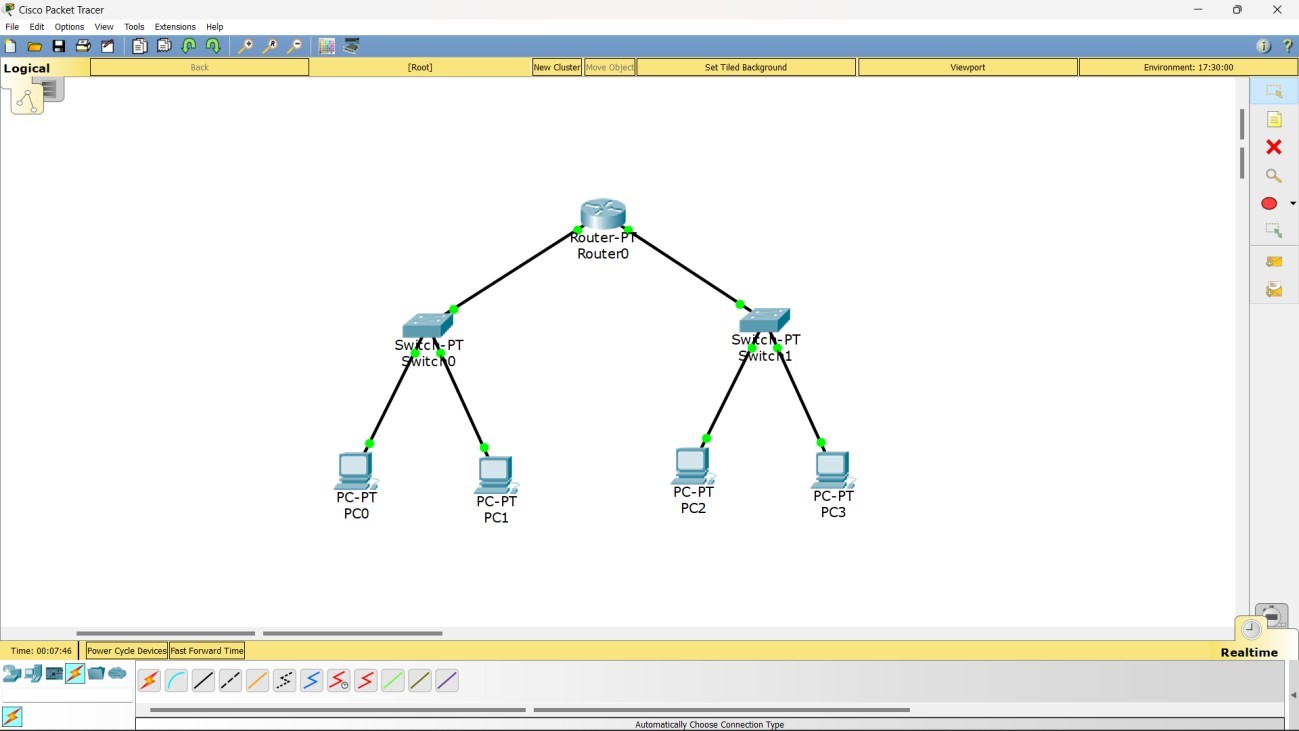 Cisco Packet Tracer
File Edit Options View Tools Extensions Help
Logical
Back
[Root]
New Cluster
Move Object
Set Tiled Background
Viewport
Environment: 17:30:00
Router-PT
Router0
Switch-PT
Switch0
Switch-PT
Switch1
PC-PT
PC0
PC-PT
PC1
PC-PT
PC2
PC-PT
PC3
Time: 00:07:46
Power Cycle Devices
Fast Forward Time
Realtime
Automatically Choose Connection Type